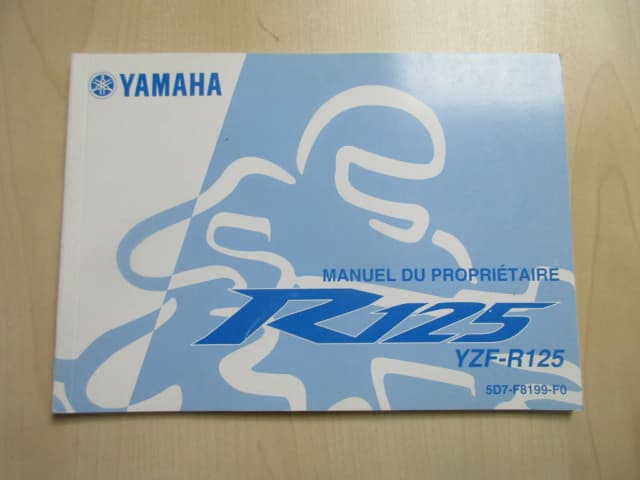 YAMAHA
MANUEL DU PROPRIÉTAIRE
R125
YZF-R125
5D7-F8199-F0